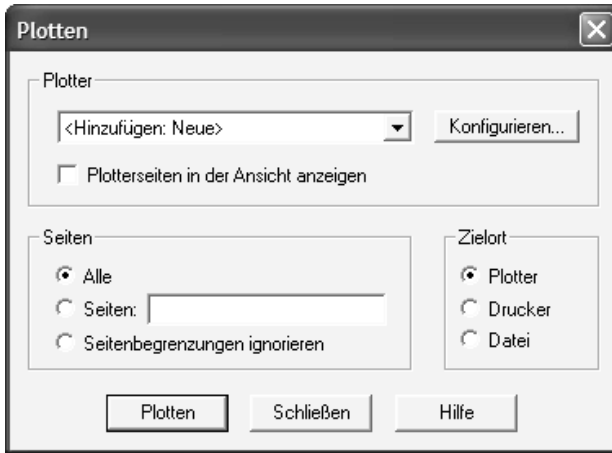 Plotten
Plotter
<Hinzufügen: Neue>
Konfigurieren...
Plotterseiten in der Ansicht anzeigen
Seiten
Alle
Seiten:
Seitenbegrenzungen ignorieren
Zielort
Plotter
Drucker
Datei
Plotten
Schließen
Hilfe